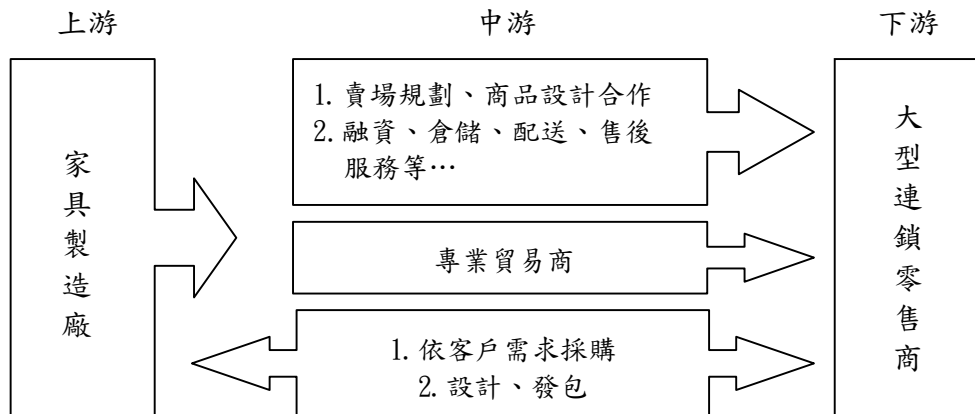 上游
中游
下游
家具製造廠
1. 賣場規劃、商品設計合作
2. 融資、倉儲、配送、售後
服務等…
專業貿易商
1. 依客戶需求採購
2. 設計、發包
大型連鎖零售商